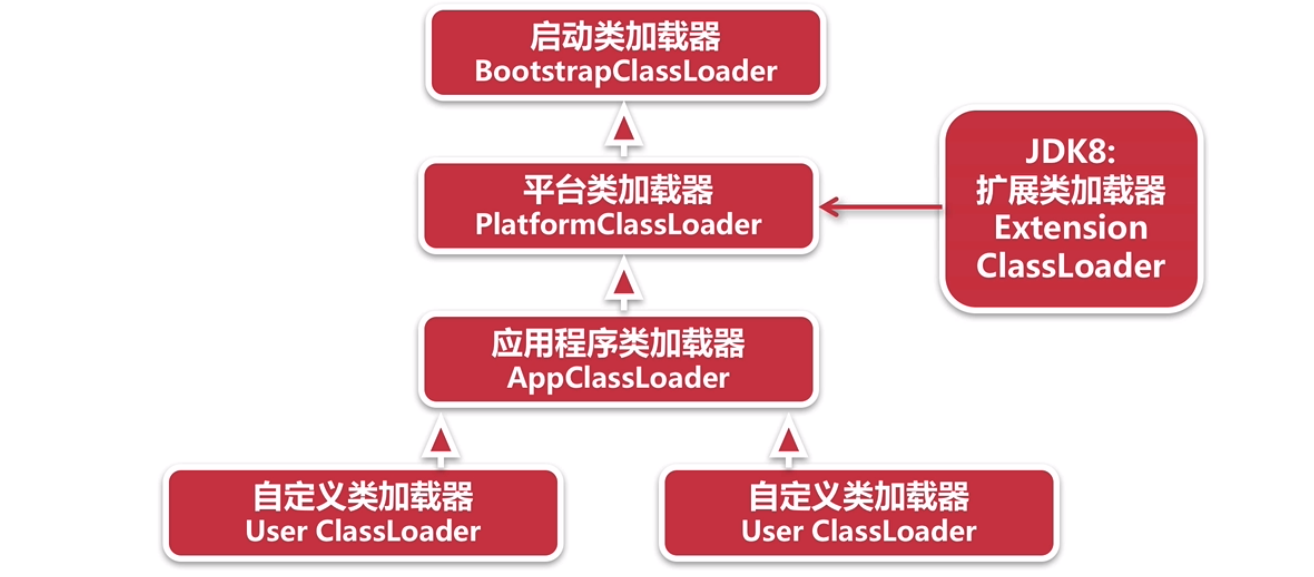 启动类加载器
BootstrapClassLoader
平台类加载器
PlatformClassLoader
JDK8:
扩展类加载器
Extension
ClassLoader
应用程序类加载器
AppClassLoader
自定义类加载器
User ClassLoader
自定义类加载器
User ClassLoader